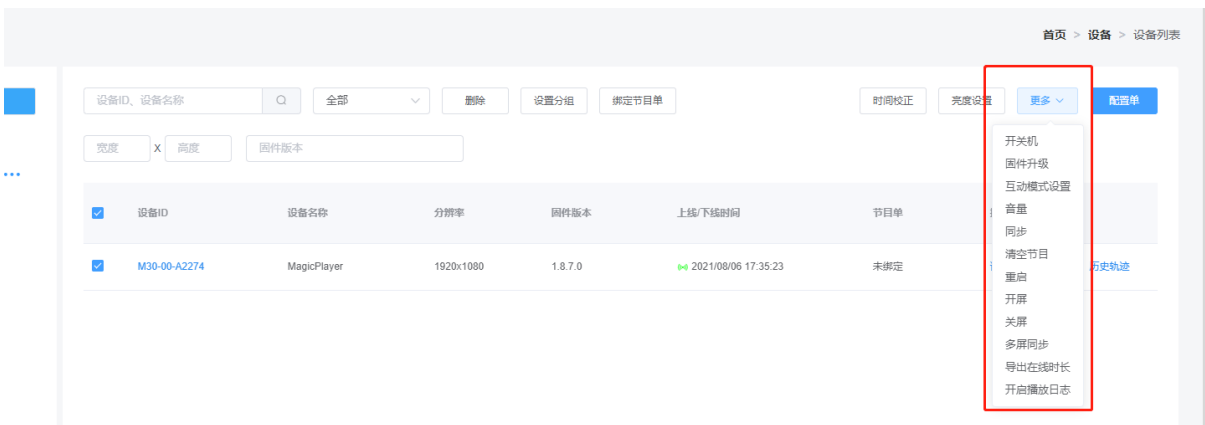 首页 > 设备 > 设备列表
设备ID、设备名称 全部 删除 设置分组 绑定节目单 时间校正 亮度设置 更多 配置单
宽度 X 高度 固件版本
开关机
固件升级
互动模式设置
音量
同步
清空节目
重启
开屏
关屏
多屏同步
导出在线时长
开启播放日志
设备ID 设备名称 分辨率 固件版本 上线/下线时间 节目单
M30-00-A2274 MagicPlayer 1920x1080 1.8.7.0 2021/08/06 17:35:23 未绑定 历史轨迹